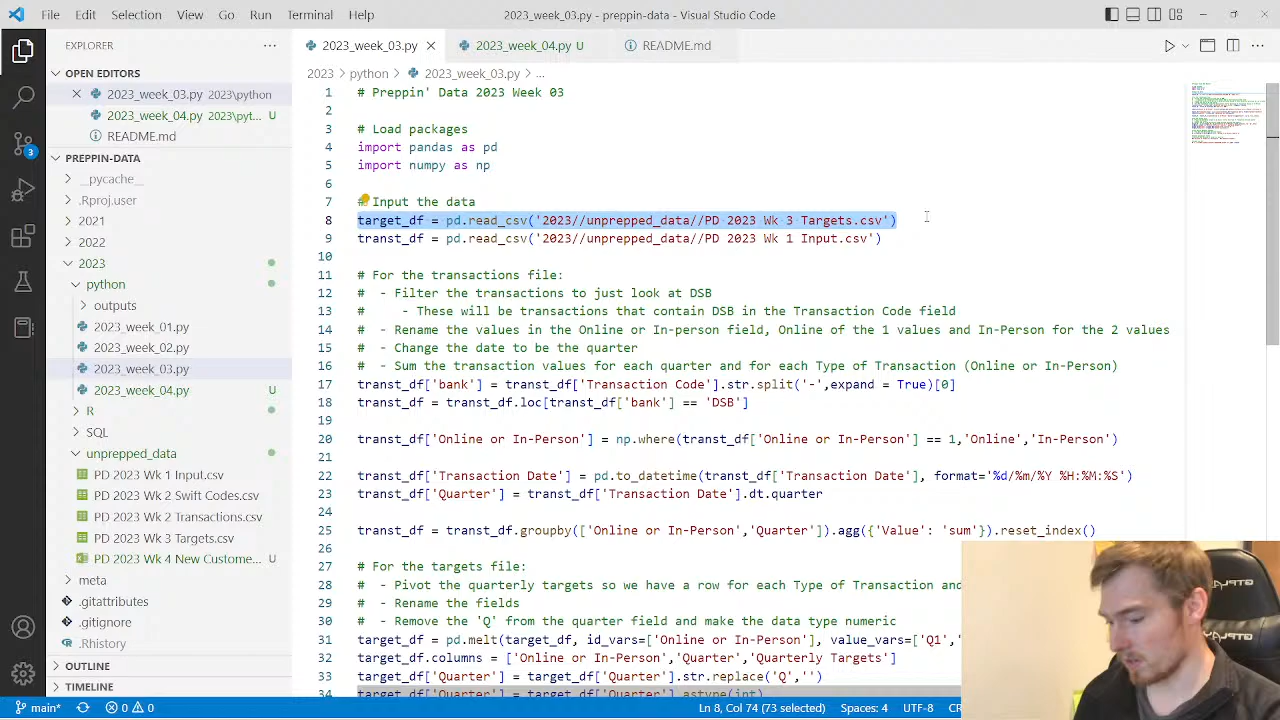 File Edit Selection View Go Run Terminal Help 2023_week_03.py - preppin-data - Visual Studio Code
EXPLORER
OPEN EDITORS
2023_week_03.py 2023\python
2023_week_04.py 2023\pyt... U
README.md
PREPPIN-DATA
__pycache__
.Rproj.user
2021
2022
2023
python
outputs
2023_week_01.py
2023_week_02.py
2023_week_03.py
2023_week_04.py U
R
SQL
unprepped_data
PD 2023 Wk 1 Input.csv
PD 2023 Wk 2 Swift Codes.csv
PD 2023 Wk 2 Transactions.csv
PD 2023 Wk 3 Targets.csv
PD 2023 Wk 4 New Custome... U
meta
.gitattributes
.gitignore
.Rhistory
OUTLINE
TIMELINE
3
2023_week_03.py 2023_week_04.py U README.md
2023 > python > 2023_week_03.py > ...
1 # Preppin' Data 2023 Week 03
2
3 # Load packages
4 import pandas as pd
5 import numpy as np
6
7 # Input the data
8 target_df = pd.read_csv('2023//unprepped_data//PD 2023 Wk 3 Targets.csv')
9 transt_df = pd.read_csv('2023//unprepped_data//PD 2023 Wk 1 Input.csv')
10
11 # For the transactions file:
12 #  - Filter the transactions to just look at DSB
13 #     - These will be transactions that contain DSB in the Transaction Code field
14 #  - Rename the values in the Online or In-person field, Online of the 1 values and In-Person for the 2 values
15 #  - Change the date to be the quarter
16 #  - Sum the transaction values for each quarter and for each Type of Transaction (Online or In-Person)
17 transt_df['bank'] = transt_df['Transaction Code'].str.split('-',expand = True)[0]
18 transt_df = transt_df.loc[transt_df['bank'] == 'DSB']
19
20 transt_df['Online or In-Person'] = np.where(transt_df['Online or In-Person'] == 1,'Online','In-Person')
21
22 transt_df['Transaction Date'] = pd.to_datetime(transt_df['Transaction Date'], format='%d/%m/%Y %H:%M:%S')
23 transt_df['Quarter'] = transt_df['Transaction Date'].dt.quarter
24
25 transt_df = transt_df.groupby(['Online or In-Person','Quarter']).agg({'Value': 'sum'}).reset_index()
26
27 # For the targets file:
28 #  - Pivot the quarterly targets so we have a row for each Type of Transaction and
29 #  - Rename the fields
30 #  - Remove the 'Q' from the quarter field and make the data type numeric
31 target_df = pd.melt(target_df, id_vars=['Online or In-Person'], value_vars=['Q1','
32 target_df.columns = ['Online or In-Person','Quarter','Quarterly Targets']
33 target_df['Quarter'] = target_df['Quarter'].str.replace('Q','')
34 target_df['Quarter'] = target_df['Quarter'].astype(int)
main* 0 0 Ln 8, Col 74 (73 selected) Spaces: 4 UTF-8 CR
GTPLAY
GTPLAY